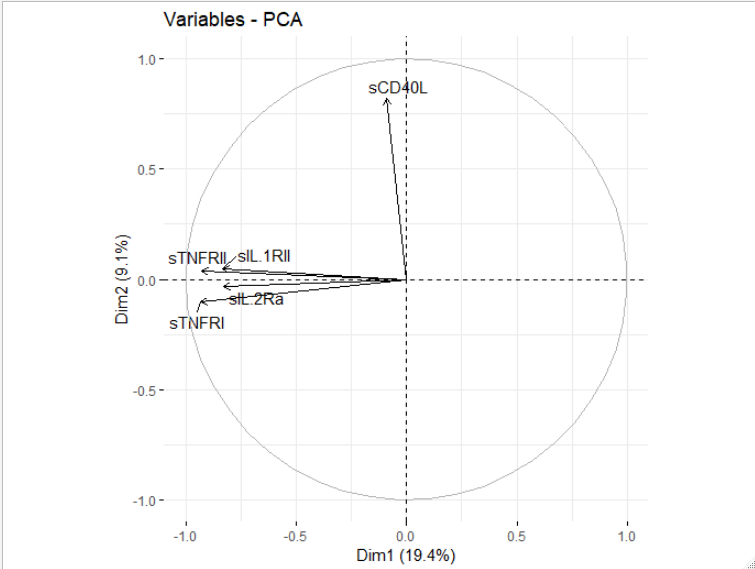 Variables - PCA
1.0
sCD40L
0.5
sTNFRII
sIL.1RII
0.0
sIL.2Ra
sTNFRI
-0.5
-1.0
Dim2 (9.1%)
-1.0
-0.5
0.0
0.5
1.0
Dim1 (19.4%)